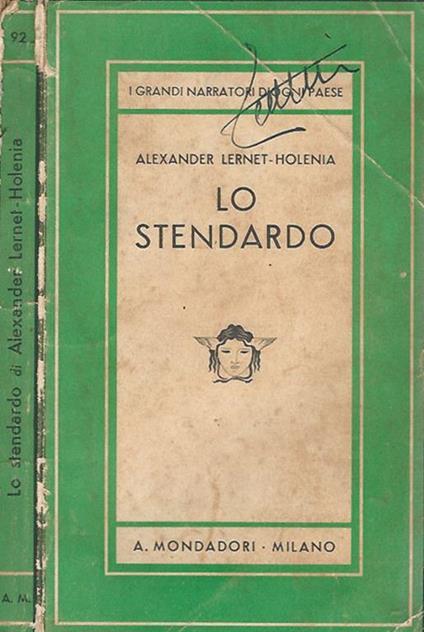 92.
Lo stendardo di Alexander Lernet-Holenia
A. M.
I GRANDI NARRATORI D'OGNI PAESE
ALEXANDER LERNET-HOLENIA
LO
STENDARDO
A. MONDADORI · MILANO